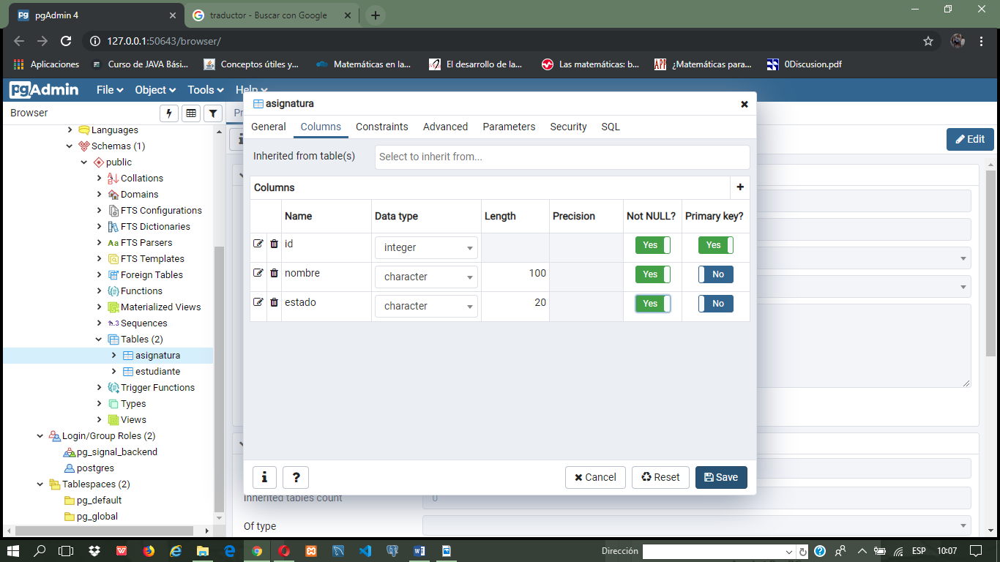 pgAdmin 4
traductor - Buscar con Google
127.0.0.1:50643/browser/
Aplicaciones
Curso de JAVA Bási...
Conceptos útiles y...
Matemáticas en la...
El desarrollo de la...
Las matemáticas: b...
¿Matemáticas para...
0Discusion.pdf
pgAdmin
File
Object
Tools
Help
Browser
Languages
Schemas (1)
public
Collations
Domains
FTS Configurations
FTS Dictionaries
FTS Parsers
FTS Templates
Foreign Tables
Functions
Materialized Views
Sequences
Tables (2)
asignatura
estudiante
Trigger Functions
Types
Views
Login/Group Roles (2)
pg_signal_backend
postgres
Tablespaces (2)
pg_default
pg_global
Edit
asignatura
General Columns Constraints Advanced Parameters Security SQL
Inherited from table(s) Select to inherit from...
Columns
Name Data type Length Precision Not NULL? Primary key?
id integer Yes Yes
nombre character 100 Yes No
estado character 20 Yes No
i ? Cancel Reset Save
Inherited tables count 0
Of type
Dirección ESP 10:07